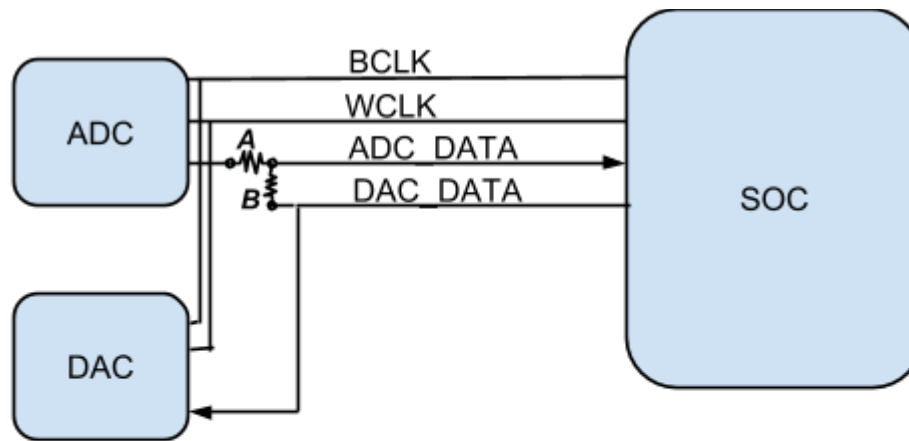 BCLK
ADC
WCLK
A
ADC_DATA
B
DAC_DATA
SOC
DAC